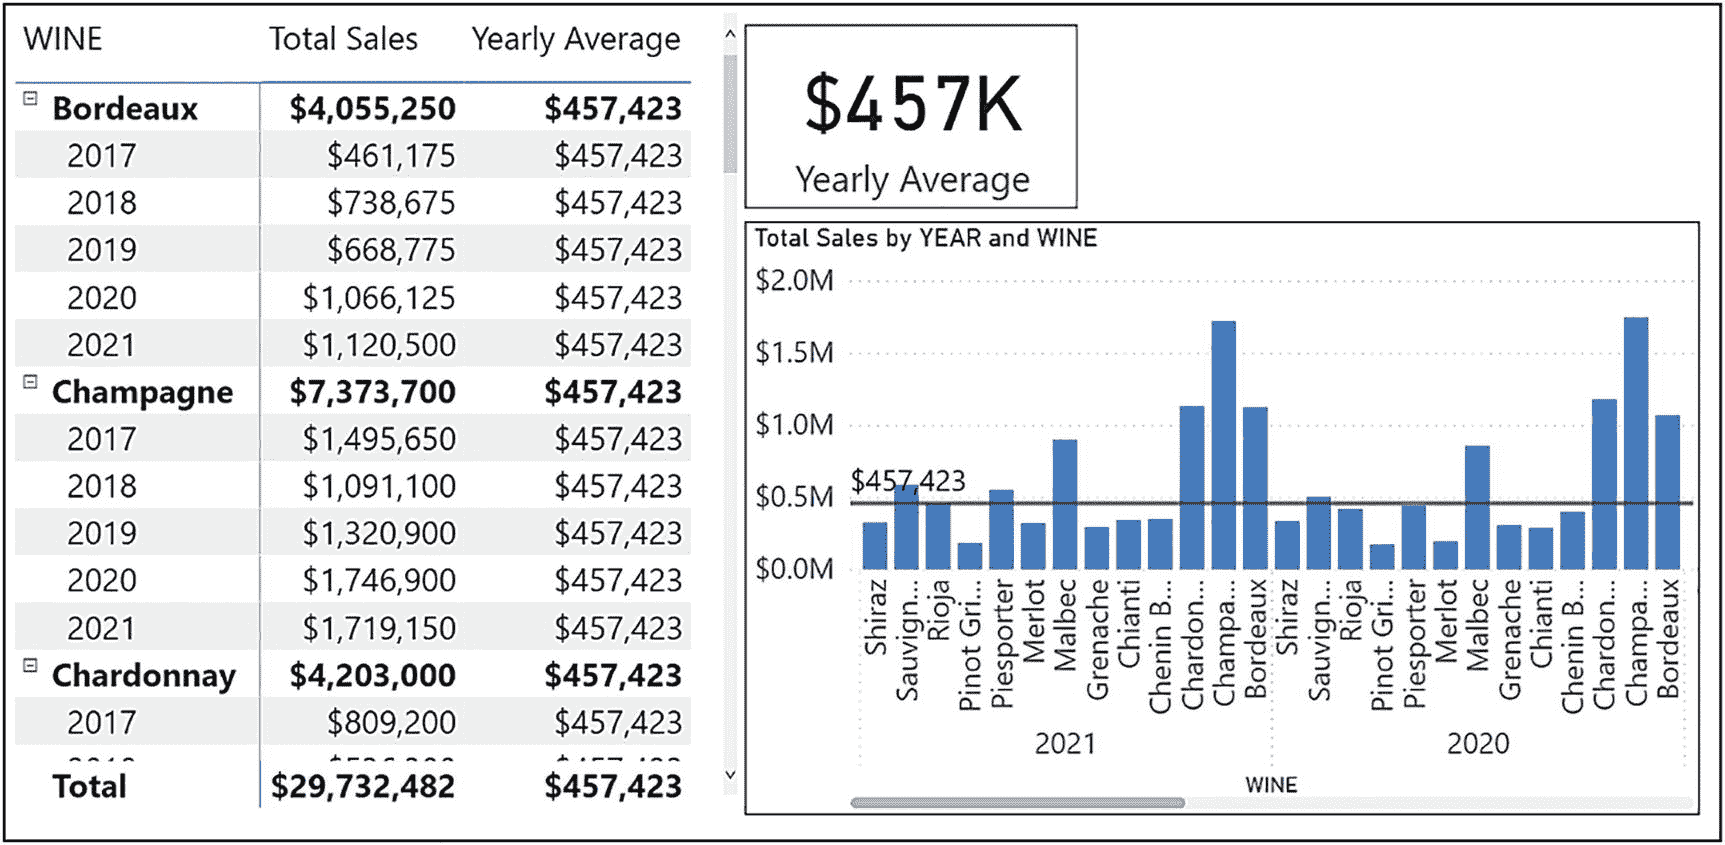 WINE Total Sales Yearly Average
Bordeaux $4,055,250 $457,423
2017 $461,175 $457,423
2018 $738,675 $457,423
2019 $668,775 $457,423
2020 $1,066,125 $457,423
2021 $1,120,500 $457,423
Champagne $7,373,700 $457,423
2017 $1,495,650 $457,423
2018 $1,091,100 $457,423
2019 $1,320,900 $457,423
2020 $1,746,900 $457,423
2021 $1,719,150 $457,423
Chardonnay $4,203,000 $457,423
2017 $809,200 $457,423
Total $29,732,482 $457,423
$457K
Yearly Average
Total Sales by YEAR and WINE
$2.0M
$1.5M
$1.0M
$0.5M
$0.0M
$457,423
Shiraz
Sauvign...
Rioja
Pinot Gri...
Piesporter
Merlot
Malbec
Grenache
Chianti
Chenin B...
Chardon...
Champa...
Bordeaux
Shiraz
Sauvign...
Rioja
Pinot Gri...
Piesporter
Merlot
Malbec
Grenache
Chianti
Chenin B...
Chardon...
Champa...
Bordeaux
2021 2020
WINE